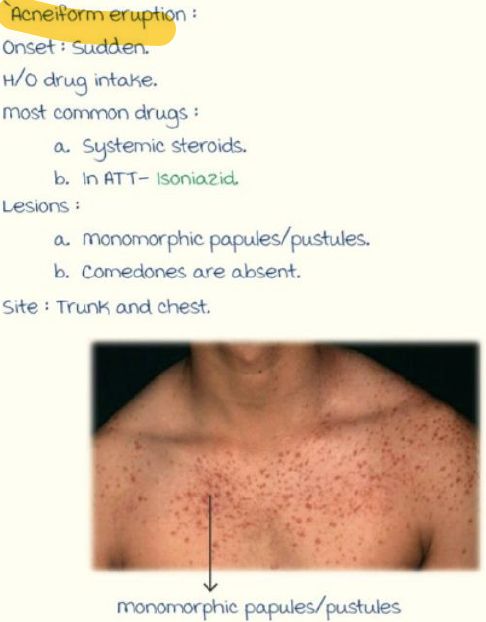 Acneiform eruption :
Onset : Sudden.
H/O drug intake.
most common drugs :
a. Systemic steroids.
b. In ATT- Isoniazid.
Lesions :
a. monomorphic papules/pustules.
b. Comedones are absent.
Site : Trunk and chest.
monomorphic papules/pustules